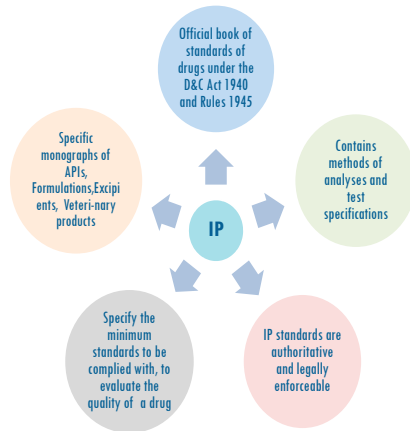 Official book of
standards of
drugs under the
D&C Act 1940
and Rules 1945
Specific
monographs of
APIs,
Formulations,Excipi
ents, Veteri-nary
products
Contains
methods of
analyses and
test
specifications
IP
Specify the
minimum
standards to be
complied with, to
evaluate the
quality of a drug
IP standards are
authoritative
and legally
enforceable